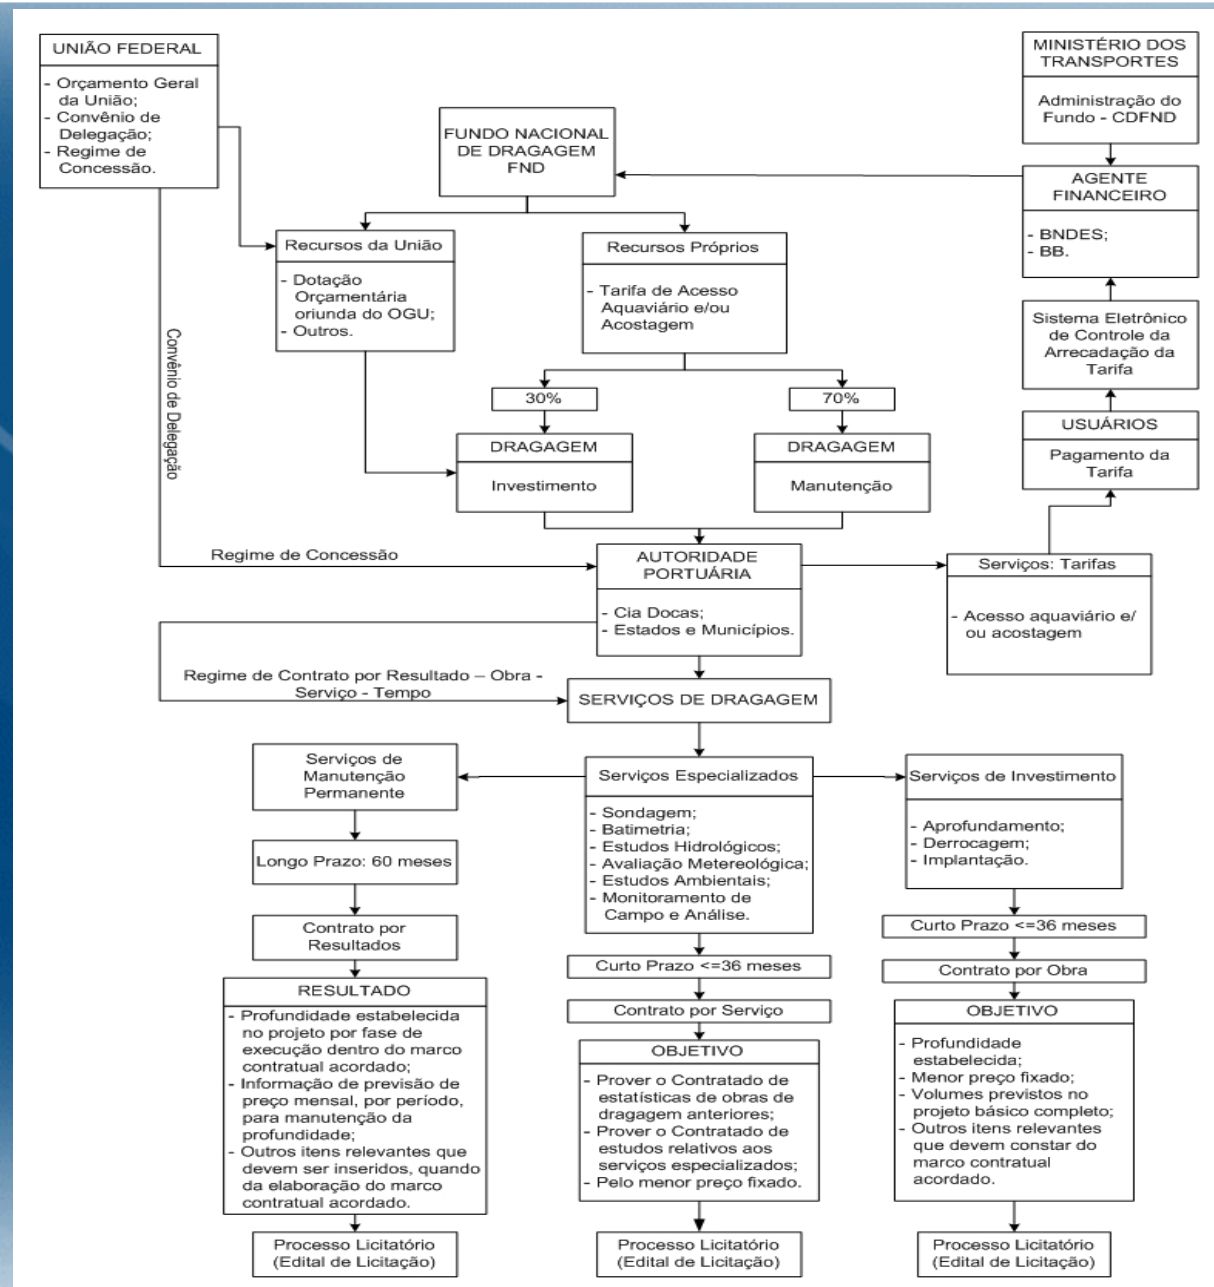 UNIÃO FEDERAL
- Orçamento Geral
da União;
- Convênio de
Delegação;
- Regime de
Concessão.
FUNDO NACIONAL
DE DRAGAGEM
FND
MINISTÉRIO DOS
TRANSPORTES
Administração do
Fundo - CDFND
AGENTE
FINANCEIRO
- BNDES;
- BB.
Recursos da União
- Dotação
Orçamentária
oriunda do OGU;
- Outros.
Recursos Próprios
- Tarifa de Acesso
Aquaviário e/ou
Acostagem
Sistema Eletrônico
de Controle da
Arrecadação da
Tarifa
Convênio de Delegação
30%
70%
USUÁRIOS
Pagamento da
Tarifa
DRAGAGEM
Investimento
DRAGAGEM
Manutenção
Regime de Concessão
AUTORIDADE
PORTUÁRIA
- Cia Docas;
- Estados e Municípios.
Serviços: Tarifas
- Acesso aquaviário e/
ou acostagem
Regime de Contrato por Resultado – Obra -
Serviço - Tempo
SERVIÇOS DE DRAGAGEM
Serviços de
Manutenção
Permanente
Longo Prazo: 60 meses
Contrato por
Resultados
RESULTADO
- Profundidade estabelecida
no projeto por fase de
execução dentro do marco
contratual acordado;
- Informação de previsão de
preço mensal, por período,
para manutenção da
profundidade;
- Outros itens relevantes que
devem ser inseridos, quando
da elaboração do marco
contratual acordado.
Processo Licitatório
(Edital de Licitação)
Serviços Especializados
- Sondagem;
- Batimetria;
- Estudos Hidrológicos;
- Avaliação Metereológica;
- Estudos Ambientais;
- Monitoramento de
Campo e Análise.
Curto Prazo <=36 meses
Contrato por Serviço
OBJETIVO
- Prover o Contratado de
estatísticas de obras de
dragagem anteriores;
- Prover o Contratado de
estudos relativos aos
serviços especializados;
- Pelo menor preço fixado.
Processo Licitatório
(Edital de Licitação)
Serviços de Investimento
- Aprofundamento;
- Derrocagem;
- Implantação.
Curto Prazo <=36 meses
Contrato por Obra
OBJETIVO
- Profundidade
estabelecida;
- Menor preço fixado;
- Volumes previstos no
projeto básico completo;
- Outros itens relevantes
que devem constar do
marco contratual
acordado.
Processo Licitatório
(Edital de Licitação)